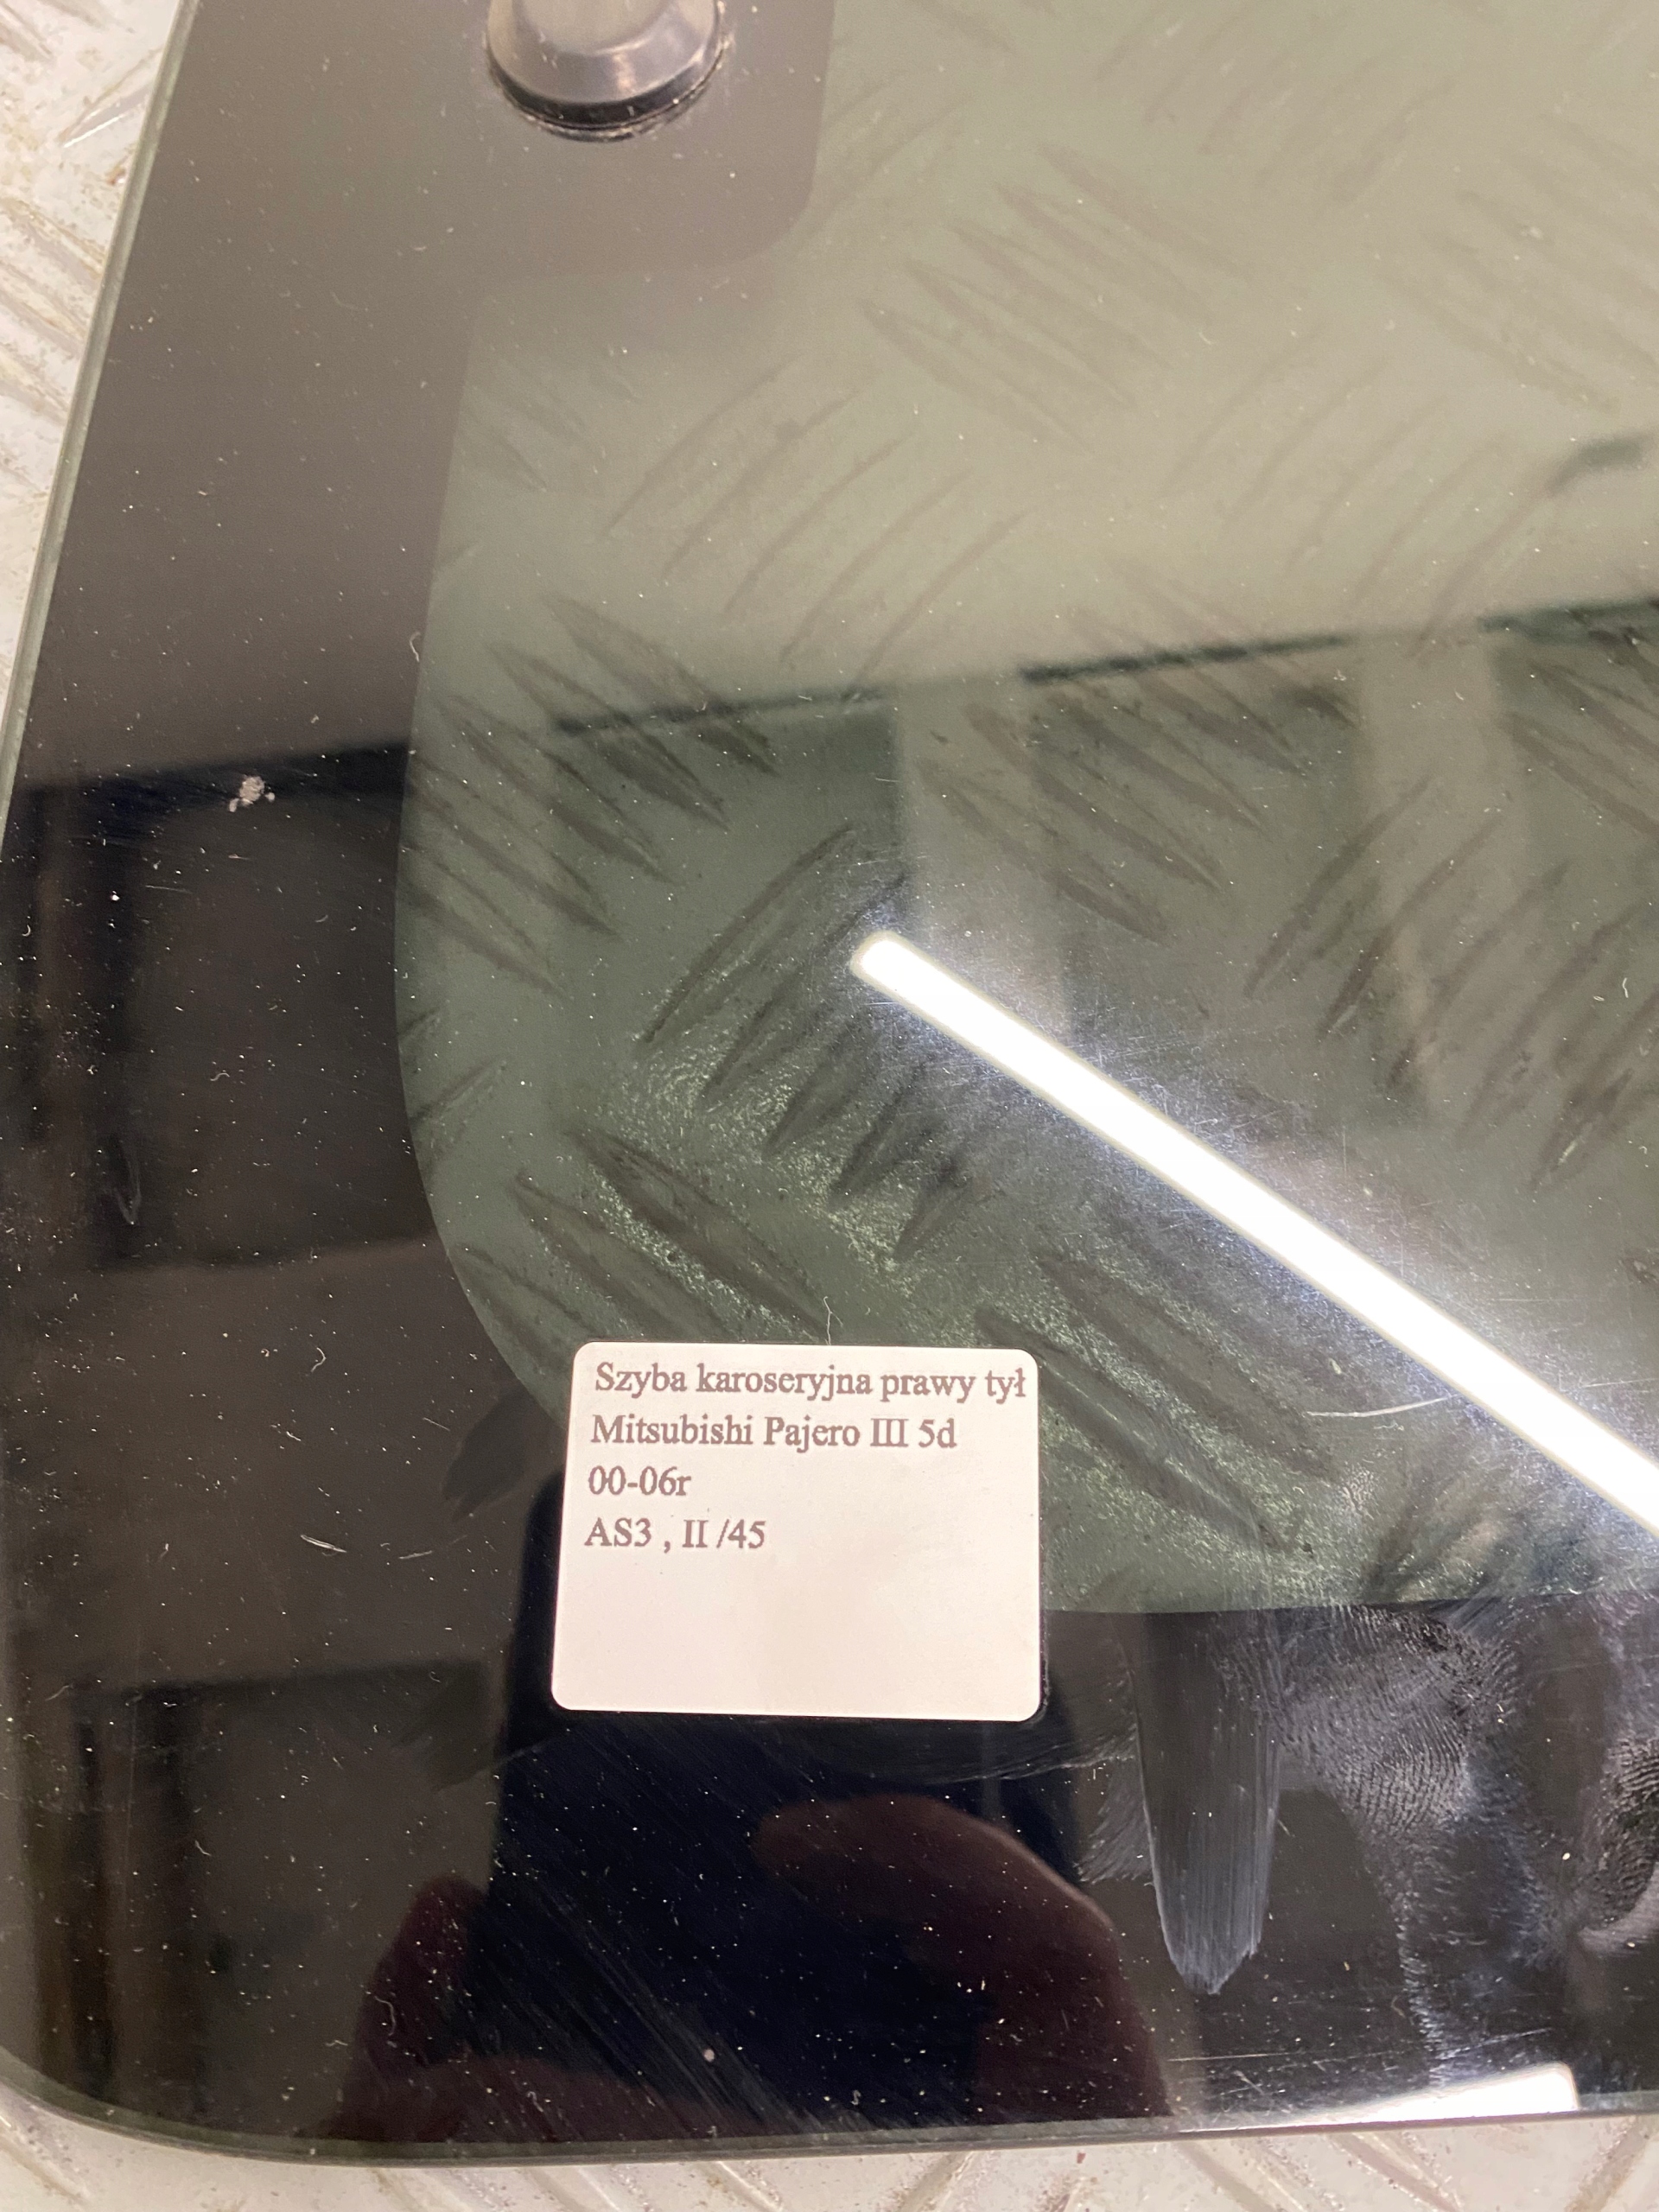 Szyba karoseryjna prawy tył
Mitsubishi Pajero III 5d
00-06r
AS3 , II /45